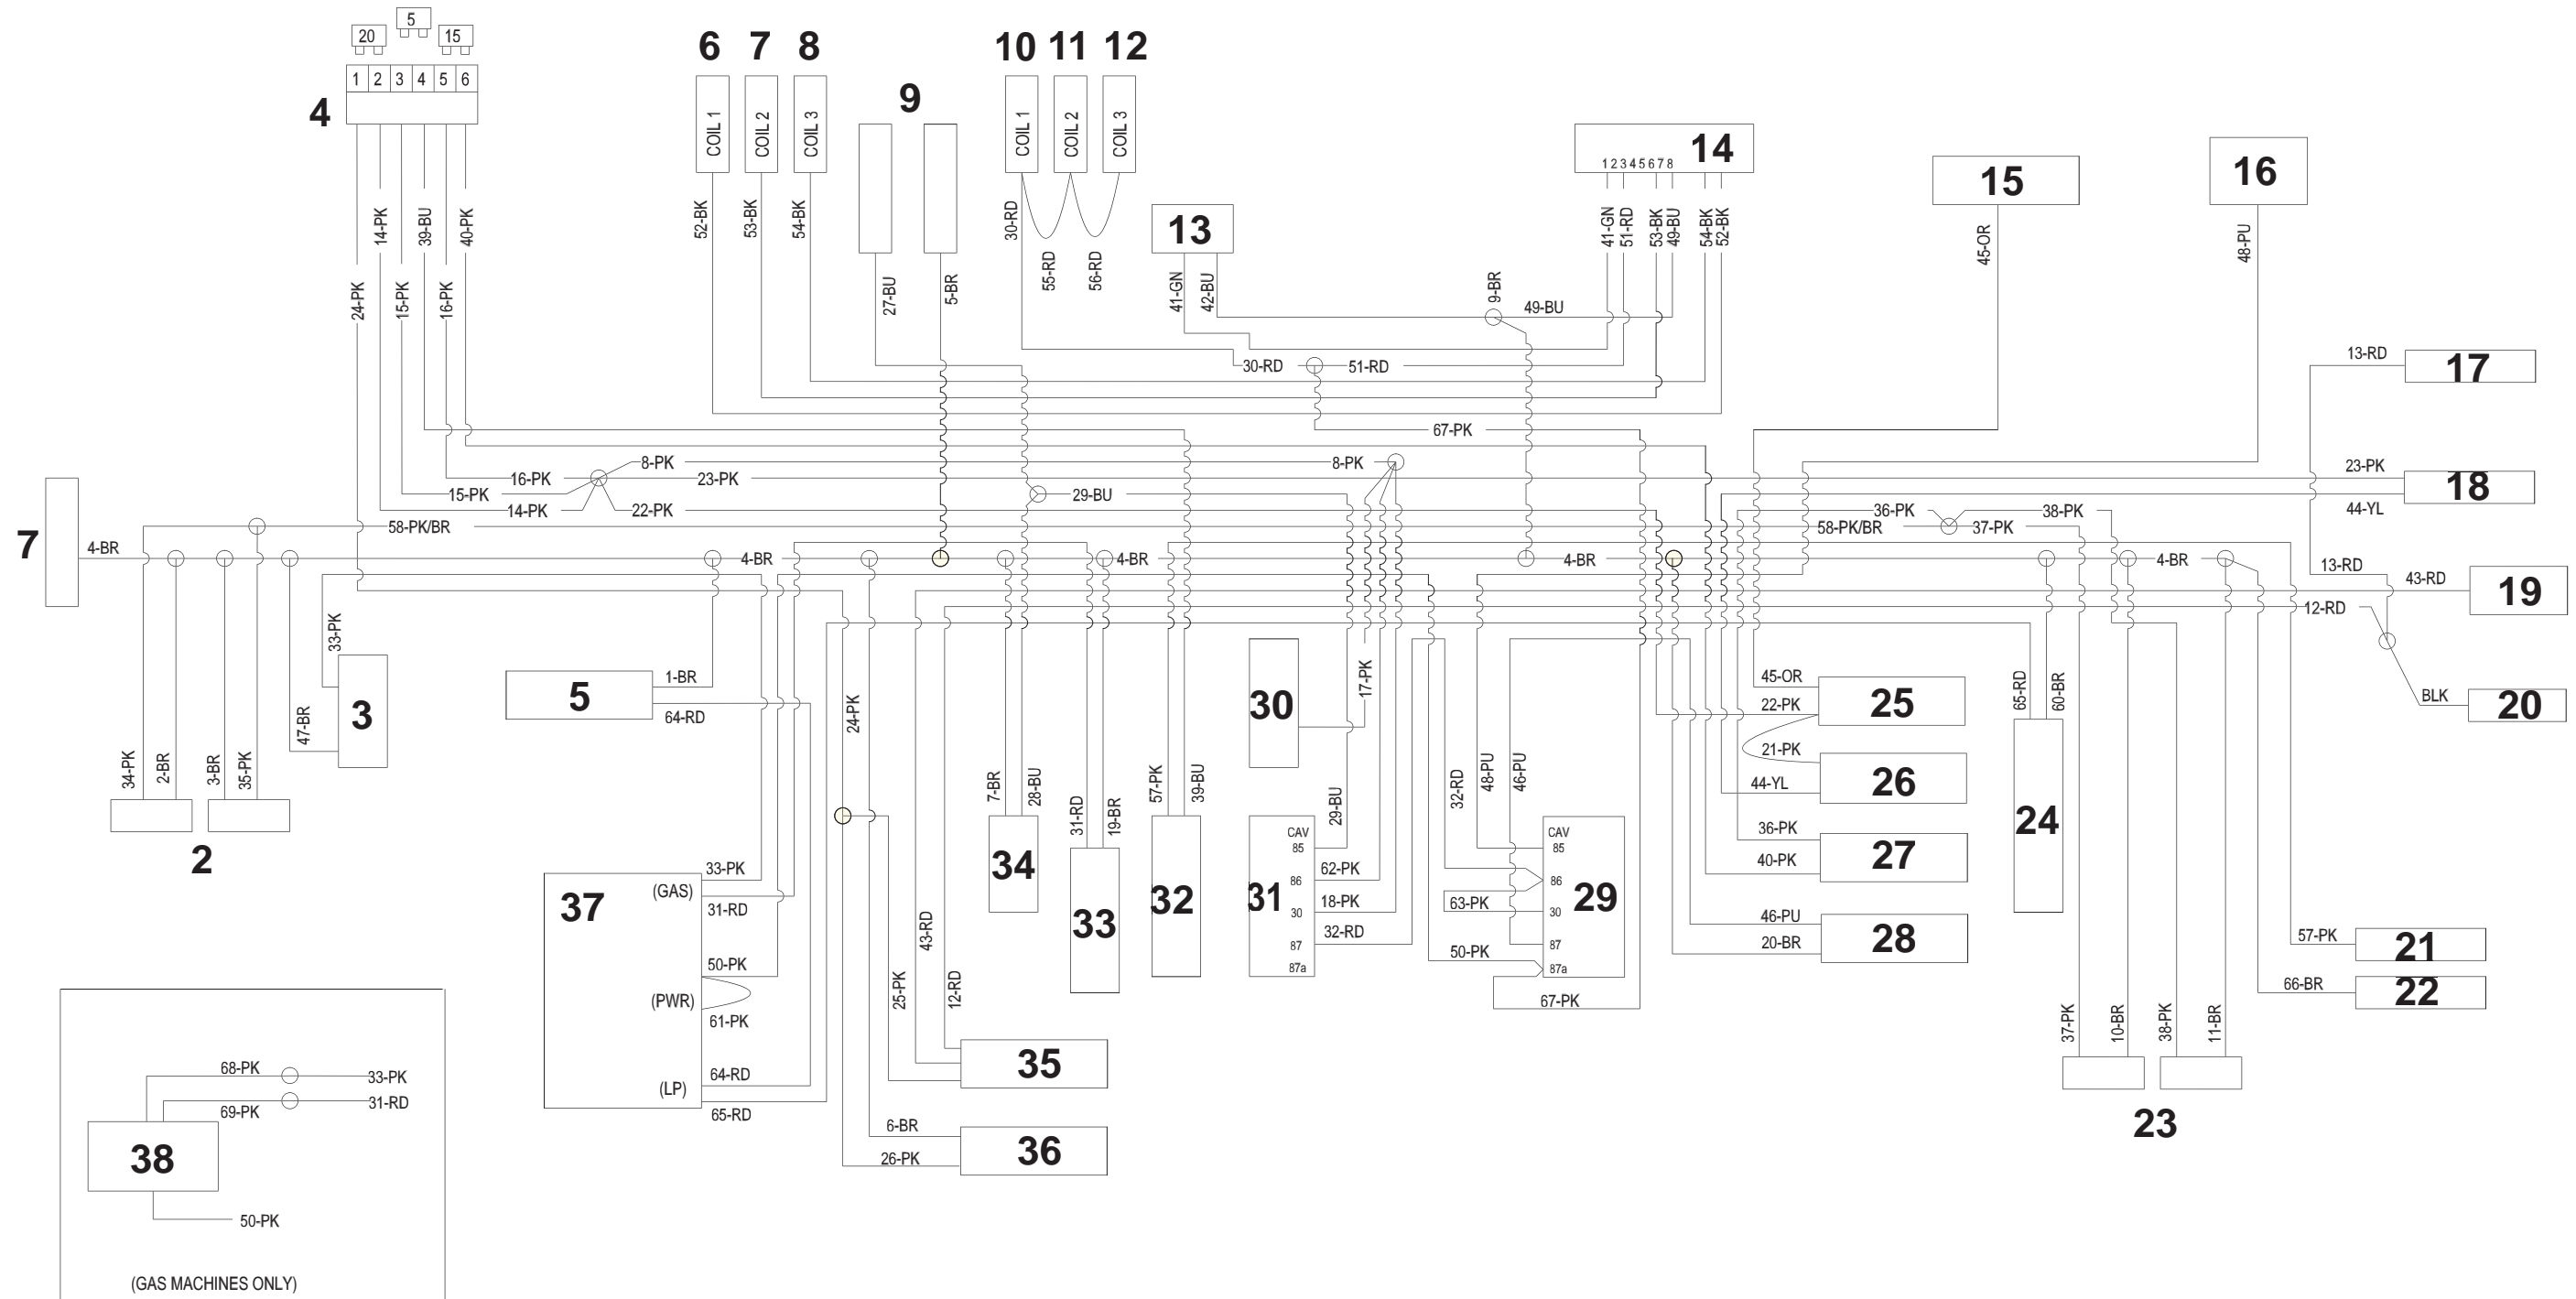 5
20 15
1 2 3 4 5 6
4
6 7 8
9
10 11 12
COIL 1 COIL 2 COIL 3
COIL 1 COIL 2 COIL 3
14
1 2 3 4 5 6 7 8
15
16
13
24-PK 14-PK 15-PK 39-BU 16-PK 40-PK
52-BK 53-BK 54-BK
27-BU 5-BR
30-RD 55-RD 56-RD
41-GN 42-BU
9-BR
49-BU
41-GN 51-RD 53-BK 49-BU 54-BK 52-BK
45-OR
48-PU
30-RD 51-RD
13-RD 17
67-PK
8-PK 8-PK
16-PK 23-PK 23-PK
18
15-PK 29-BU
14-PK 22-PK 36-PK 38-PK 44-YL
58-PK/BR 58-PK/BR 37-PK
7
4-BR 4-BR 4-BR 4-BR 4-BR
13-RD 43-RD 19
12-RD
33-PK
3
47-BR
5
1-BR
64-RD
24-PK
30
17-PK
45-OR
22-PK
25
21-PK
44-YL
26
65-RD 60-BR
24
BLK 20
34-PK 2-BR 3-BR 35-PK
2
7-BR 28-BU
34
31-RD 19-BR
33
57-PK 39-BU
32
29-BU
32-RD 48-PU 46-PU
31
CAV
85
86
30
87
87a
62-PK
18-PK
32-RD
63-PK
50-PK
67-PK
CAV
85
86
30
87
87a
29
36-PK
40-PK
27
46-PU
20-BR
28
57-PK 21
66-BR 22
37-PK 10-BR 38-PK 11-BR
23
37
(GAS)
33-PK
31-RD
50-PK
(PWR)
61-PK
64-RD
(LP)
65-RD
25-PK 43-RD 12-RD
35
6-BR
26-PK
36
68-PK 33-PK
69-PK 31-RD
38
50-PK
(GAS MACHINES ONLY)